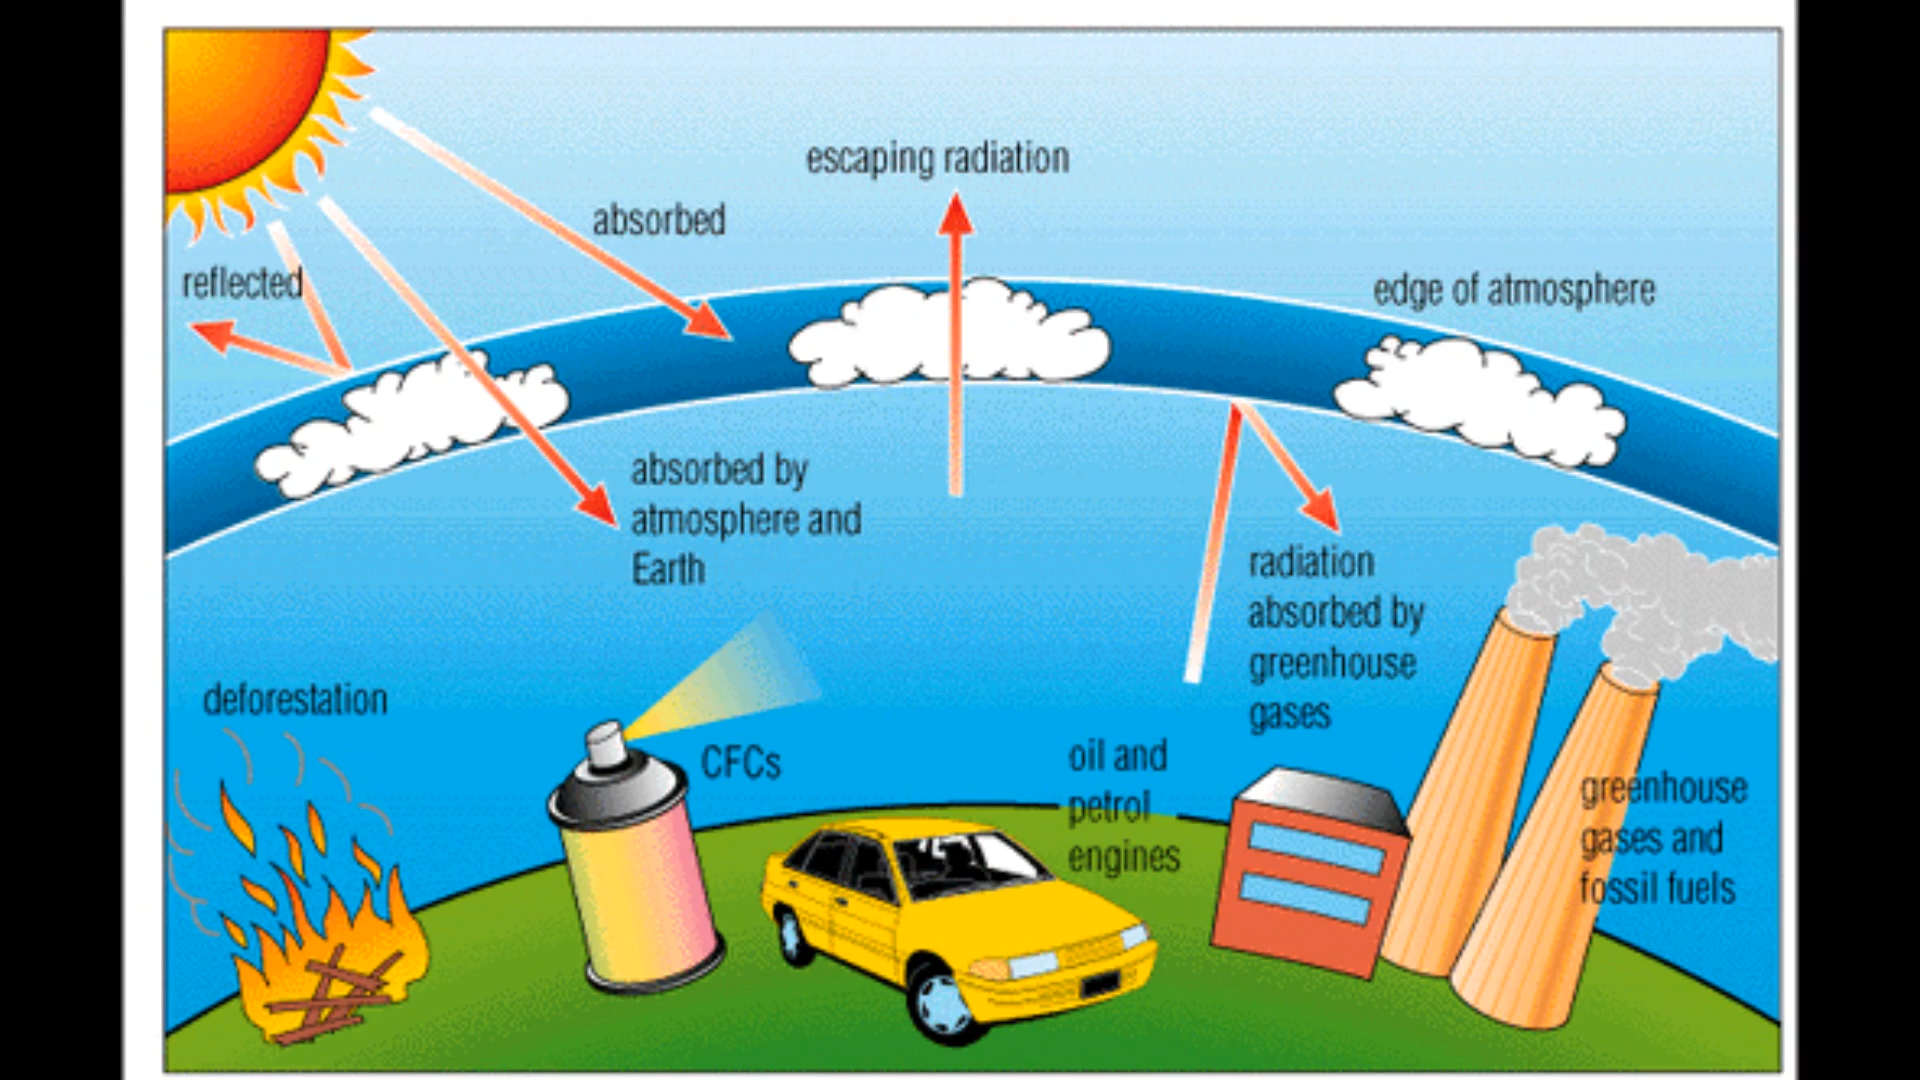 escaping radiation
absorbed
reflected
edge of atmosphere
absorbed by
atmosphere and
Earth
radiation
absorbed by
greenhouse
gases
deforestation
CFCs
oil and
petrol
engines
greenhouse
gases and
fossil fuels